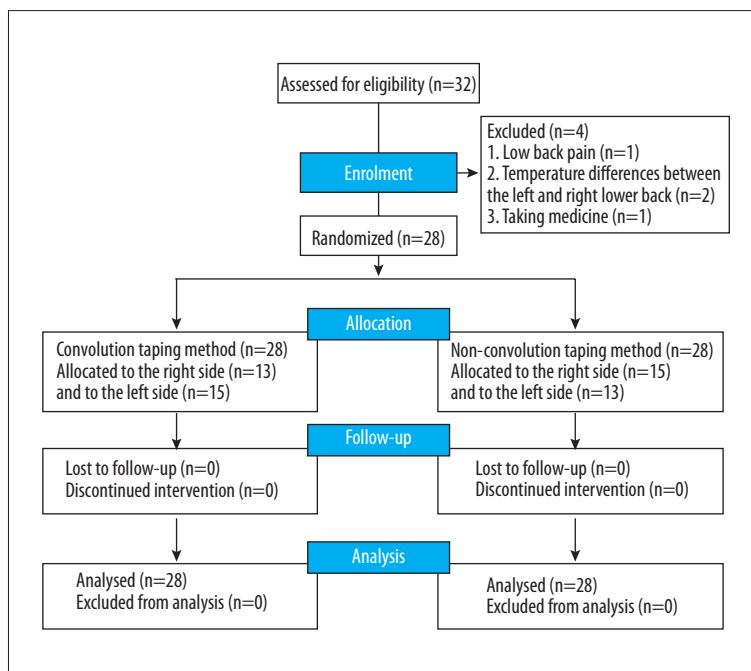 Assessed for eligibility (n=32)
Excluded (n=4)
1. Low back pain (n=1)
2. Temperature differences between
the left and right lower back (n=2)
3. Taking medicine (n=1)
Enrolment
Randomized (n=28)
Allocation
Convolution taping method (n=28)
Allocated to the right side (n=13)
and to the left side (n=15)
Non-convolution taping method (n=28)
Allocated to the right side (n=15)
and to the left side (n=13)
Follow-up
Lost to follow-up (n=0)
Discontinued intervention (n=0)
Lost to follow-up (n=0)
Discontinued intervention (n=0)
Analysis
Analysed (n=28)
Excluded from analysis (n=0)
Analysed (n=28)
Excluded from analysis (n=0)